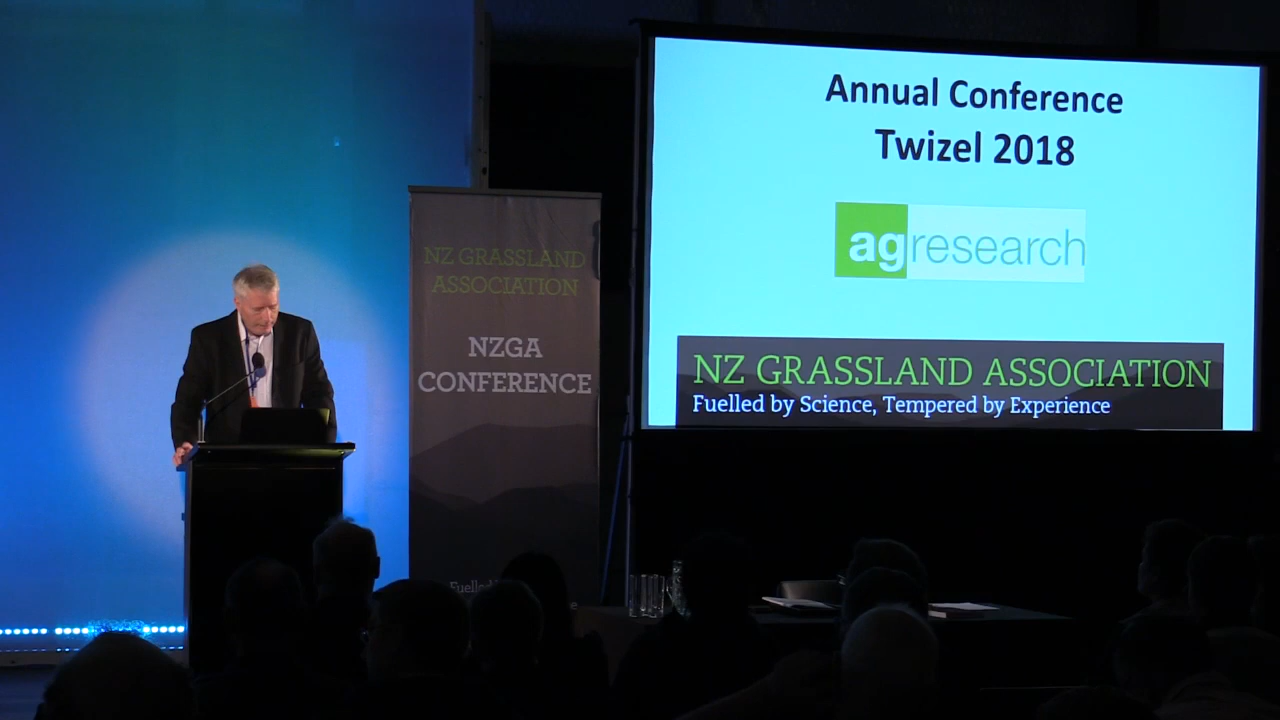 Annual Conference
Twizel 2018
agresearch
NZ GRASSLAND ASSOCIATION
Fuelled by Science, Tempered by Experience
NZ GRASSLAND
ASSOCIATION
NZGA
CONFERENCE